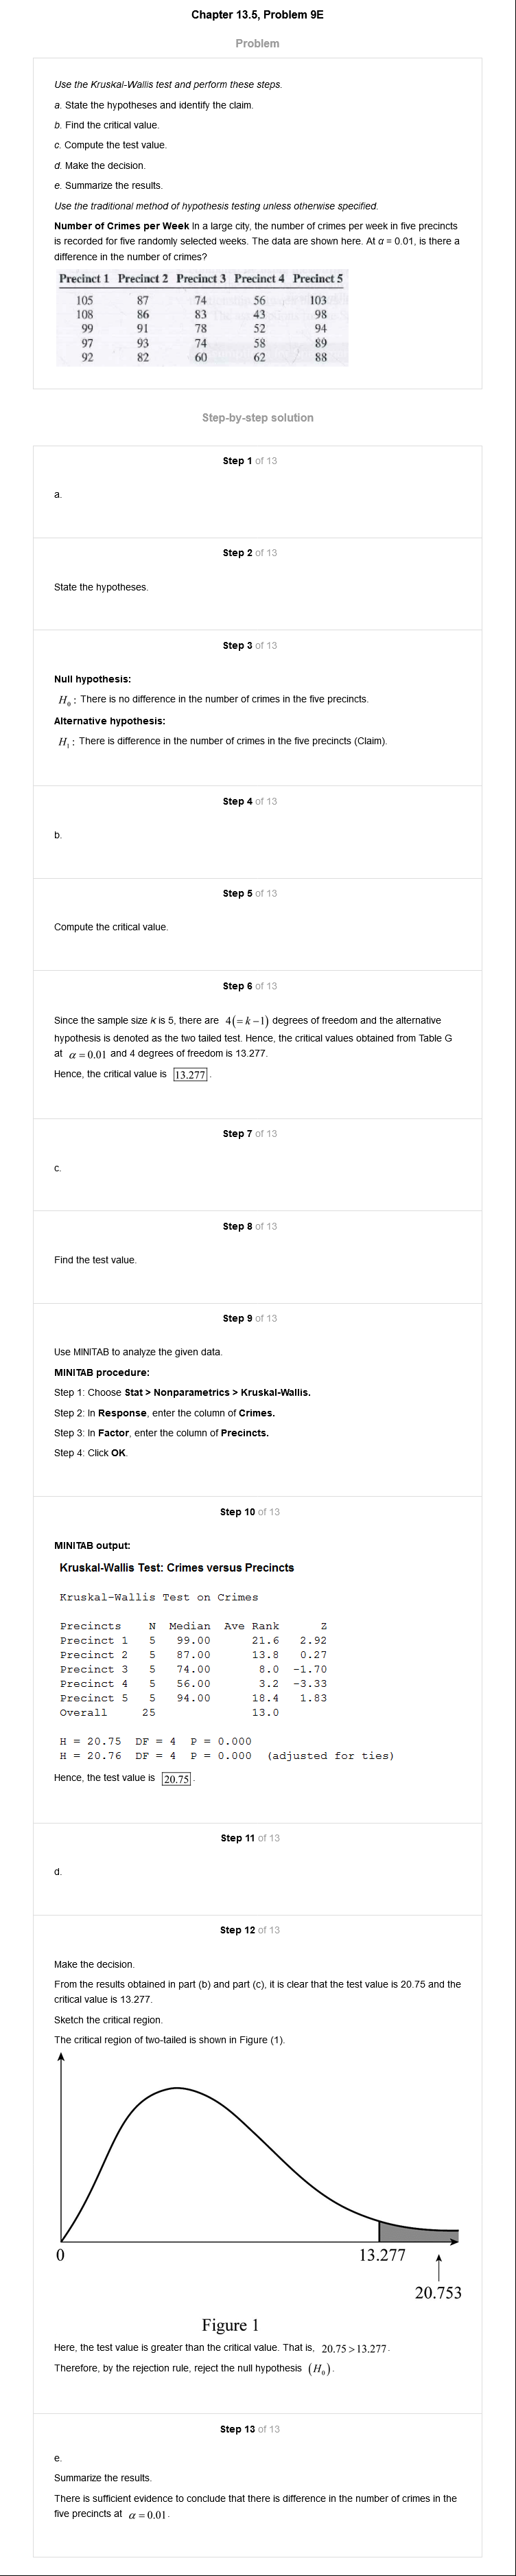 Chapter 13.5, Problem 9E
Problem
Use the Kruskal-Wallis test and perform these steps.
a. State the hypotheses and identify the claim.
b. Find the critical value.
c. Compute the test value.
d. Make the decision.
e. Summarize the results.
Use the traditional method of hypothesis testing unless otherwise specified.
Number of Crimes per Week In a large city, the number of crimes per week in five precincts
is recorded for five randomly selected weeks. The data are shown here. At α = 0.01, is there a
difference in the number of crimes?
Precinct 1 Precinct 2 Precinct 3 Precinct 4 Precinct 5
105 87 74 56 103
108 86 83 43 98
99 91 78 52 94
97 93 74 58 89
92 82 60 62 88
Step-by-step solution
Step 1 of 13
a.
Step 2 of 13
State the hypotheses.
Step 3 of 13
Null hypothesis:
H₀ : There is no difference in the number of crimes in the five precincts.
Alternative hypothesis:
H₁ : There is difference in the number of crimes in the five precincts (Claim).
Step 4 of 13
b.
Step 5 of 13
Compute the critical value.
Step 6 of 13
Since the sample size k is 5, there are 4(= k − 1) degrees of freedom and the alternative
hypothesis is denoted as the two tailed test. Hence, the critical values obtained from Table G
at α = 0.01 and 4 degrees of freedom is 13.277.
Hence, the critical value is 13.277.
Step 7 of 13
c.
Step 8 of 13
Find the test value.
Step 9 of 13
Use MINITAB to analyze the given data.
MINITAB procedure:
Step 1: Choose Stat > Nonparametrics > Kruskal-Wallis.
Step 2: In Response, enter the column of Crimes.
Step 3: In Factor, enter the column of Precincts.
Step 4: Click OK.
Step 10 of 13
MINITAB output:
Kruskal-Wallis Test: Crimes versus Precincts
Kruskal-Wallis Test on Crimes
Precincts N Median Ave Rank Z
Precinct 1 5 99.00 21.6 2.92
Precinct 2 5 87.00 13.8 0.27
Precinct 3 5 74.00 8.0 -1.70
Precinct 4 5 56.00 3.2 -3.33
Precinct 5 5 94.00 18.4 1.83
Overall 25 13.0
H = 20.75 DF = 4 P = 0.000
H = 20.76 DF = 4 P = 0.000 (adjusted for ties)
Hence, the test value is 20.75.
Step 11 of 13
d.
Step 12 of 13
Make the decision.
From the results obtained in part (b) and part (c), it is clear that the test value is 20.75 and the
critical value is 13.277.
Sketch the critical region.
The critical region of two-tailed is shown in Figure (1).
0 13.277
20.753
Figure 1
Here, the test value is greater than the critical value. That is, 20.75 > 13.277.
Therefore, by the rejection rule, reject the null hypothesis (H₀).
Step 13 of 13
e.
Summarize the results.
There is sufficient evidence to conclude that there is difference in the number of crimes in the
five precincts at α = 0.01.